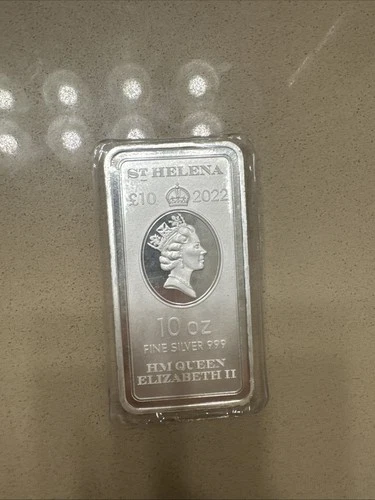 ST HELENA
£10 2022
10 oz
FINE SILVER 999
HM QUEEN
ELIZABETH II